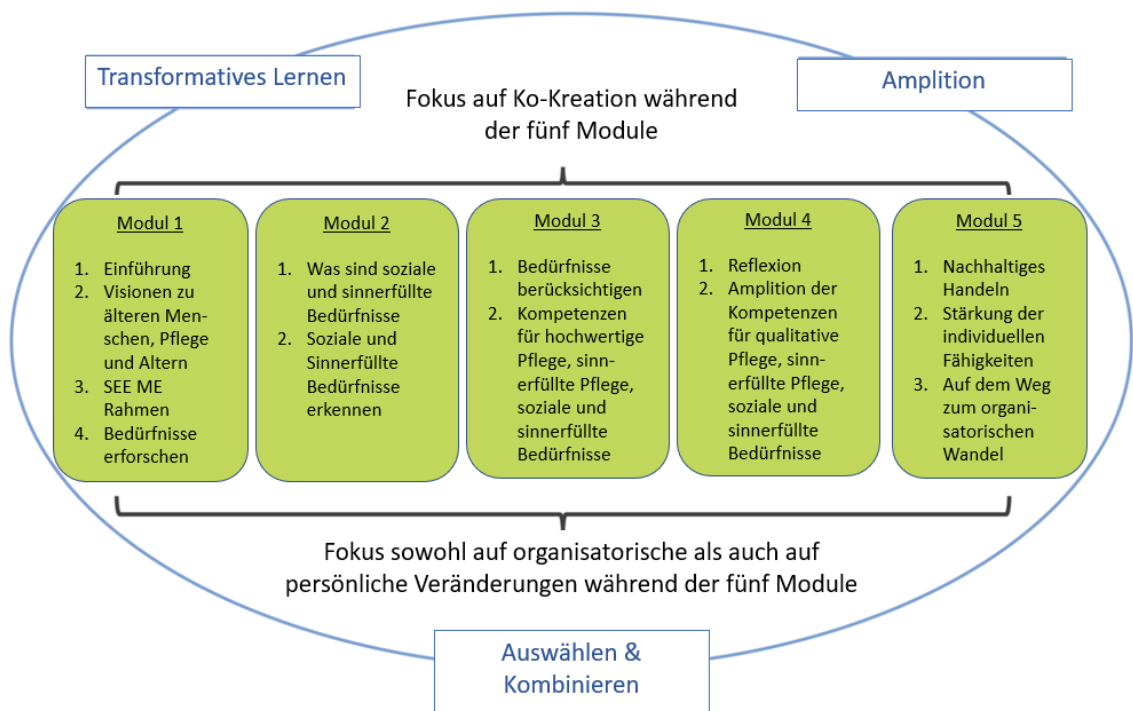 Transformatives Lernen
Amplition
Fokus auf Ko-Kreation während
der fünf Module
Modul 1
1. Einführung
2. Visionen zu
älteren Men-
schen, Pflege
und Altern
3. SEE ME
Rahmen
4. Bedürfnisse
erforschen
Modul 2
1. Was sind soziale
und sinnerfüllte
Bedürfnisse
2. Soziale und
Sinnerfüllte
Bedürfnisse
erkennen
Modul 3
1. Bedürfnisse
berücksichtigen
2. Kompetenzen
für hochwertige
Pflege, sinn-
erfüllte Pflege,
soziale und
sinnerfüllte
Bedürfnisse
Modul 4
1. Reflexion
2. Amplition der
Kompetenzen
für qualitative
Pflege, sinn-
erfüllte Pflege,
soziale und
sinnerfüllte
Bedürfnisse
Modul 5
1. Nachhaltiges
Handeln
2. Stärkung der
individuellen
Fähigkeiten
3. Auf dem Weg
zum organi-
satorischen
Wandel
Fokus sowohl auf organisatorische als auch auf
persönliche Veränderungen während der fünf Module
Auswählen &
Kombinieren